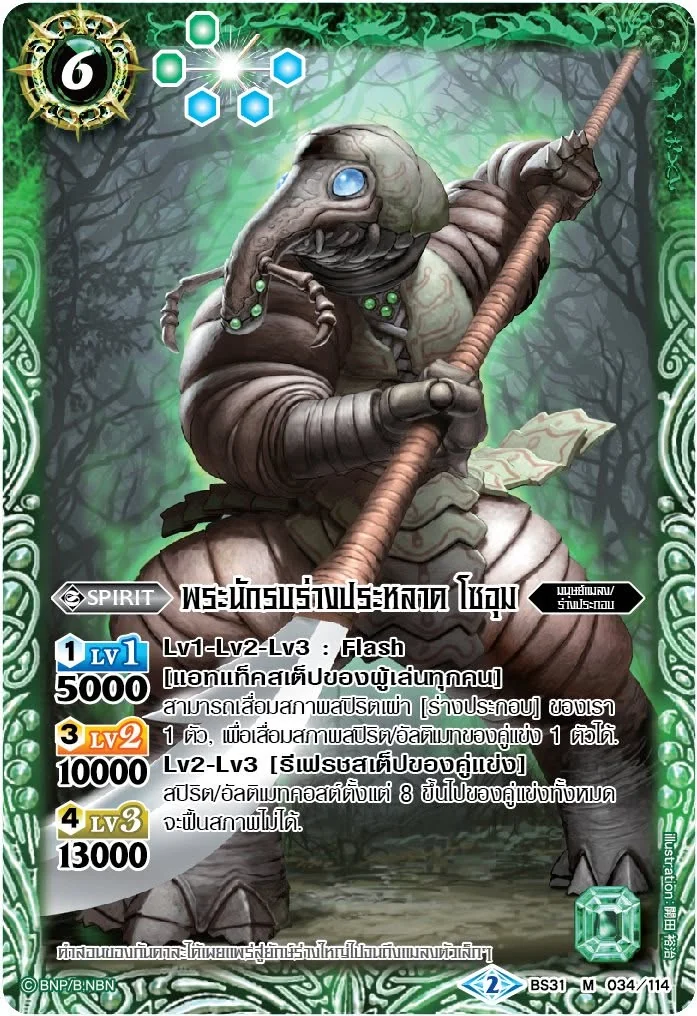 6
SPIRIT
พระนักรบร่างประหลาด โซอุม
มนุษย์แมลง/
ร่างประกอบ
1 LV1
5000
3 LV2
10000
4 LV3
13000
Lv1-Lv2-Lv3 : Flash
[แอทแท็คสเต็ปของผู้เล่นทุกคน]
สามารถเสื่อมสภาพสปิริตเผ่า [ร่างประกอบ] ของเรา
1 ตัว, เพื่อเสื่อมสภาพสปิริต/อัลติเมทของคู่แข่ง 1 ตัวได้.
Lv2-Lv3 [รีเฟรชสเต็ปของคู่แข่ง]
สปิริต/อัลติเมทคอสต์ตั้งแต่ 8 ขึ้นไปของคู่แข่งทั้งหมด
จะฟื้นสภาพไม่ได้.
illustration : 開田 裕治
คำสอนของกันดาละได้เผยแพร่สู่ยักษ์ร่างใหญ่ไปจนถึงแมลงตัวเล็กๆ
©BNP/B,NBN
2
BS31 M 034/114